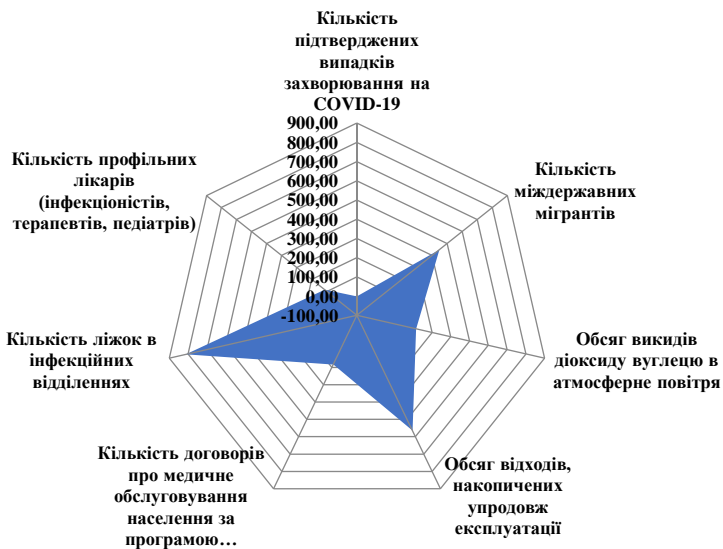 Кількість
підтверджених
випадків
захворювання на
COVID-19
900,00
800,00
700,00
600,00
500,00
400,00
300,00
200,00
100,00
0,00
-100,00
Кількість
міждержавних
мігрантів
Обсяг викидів
діоксиду вуглецю в
атмосферне повітря
Обсяг відходів,
накопичених
упродовж
експлуатації
Кількість договорів
про медичне
обслуговування
населення за
програмою…
Кількість ліжок в
інфекційних
відділеннях
Кількість профільних
лікарів
(інфекціоністів,
терапевтів, педіатрів)